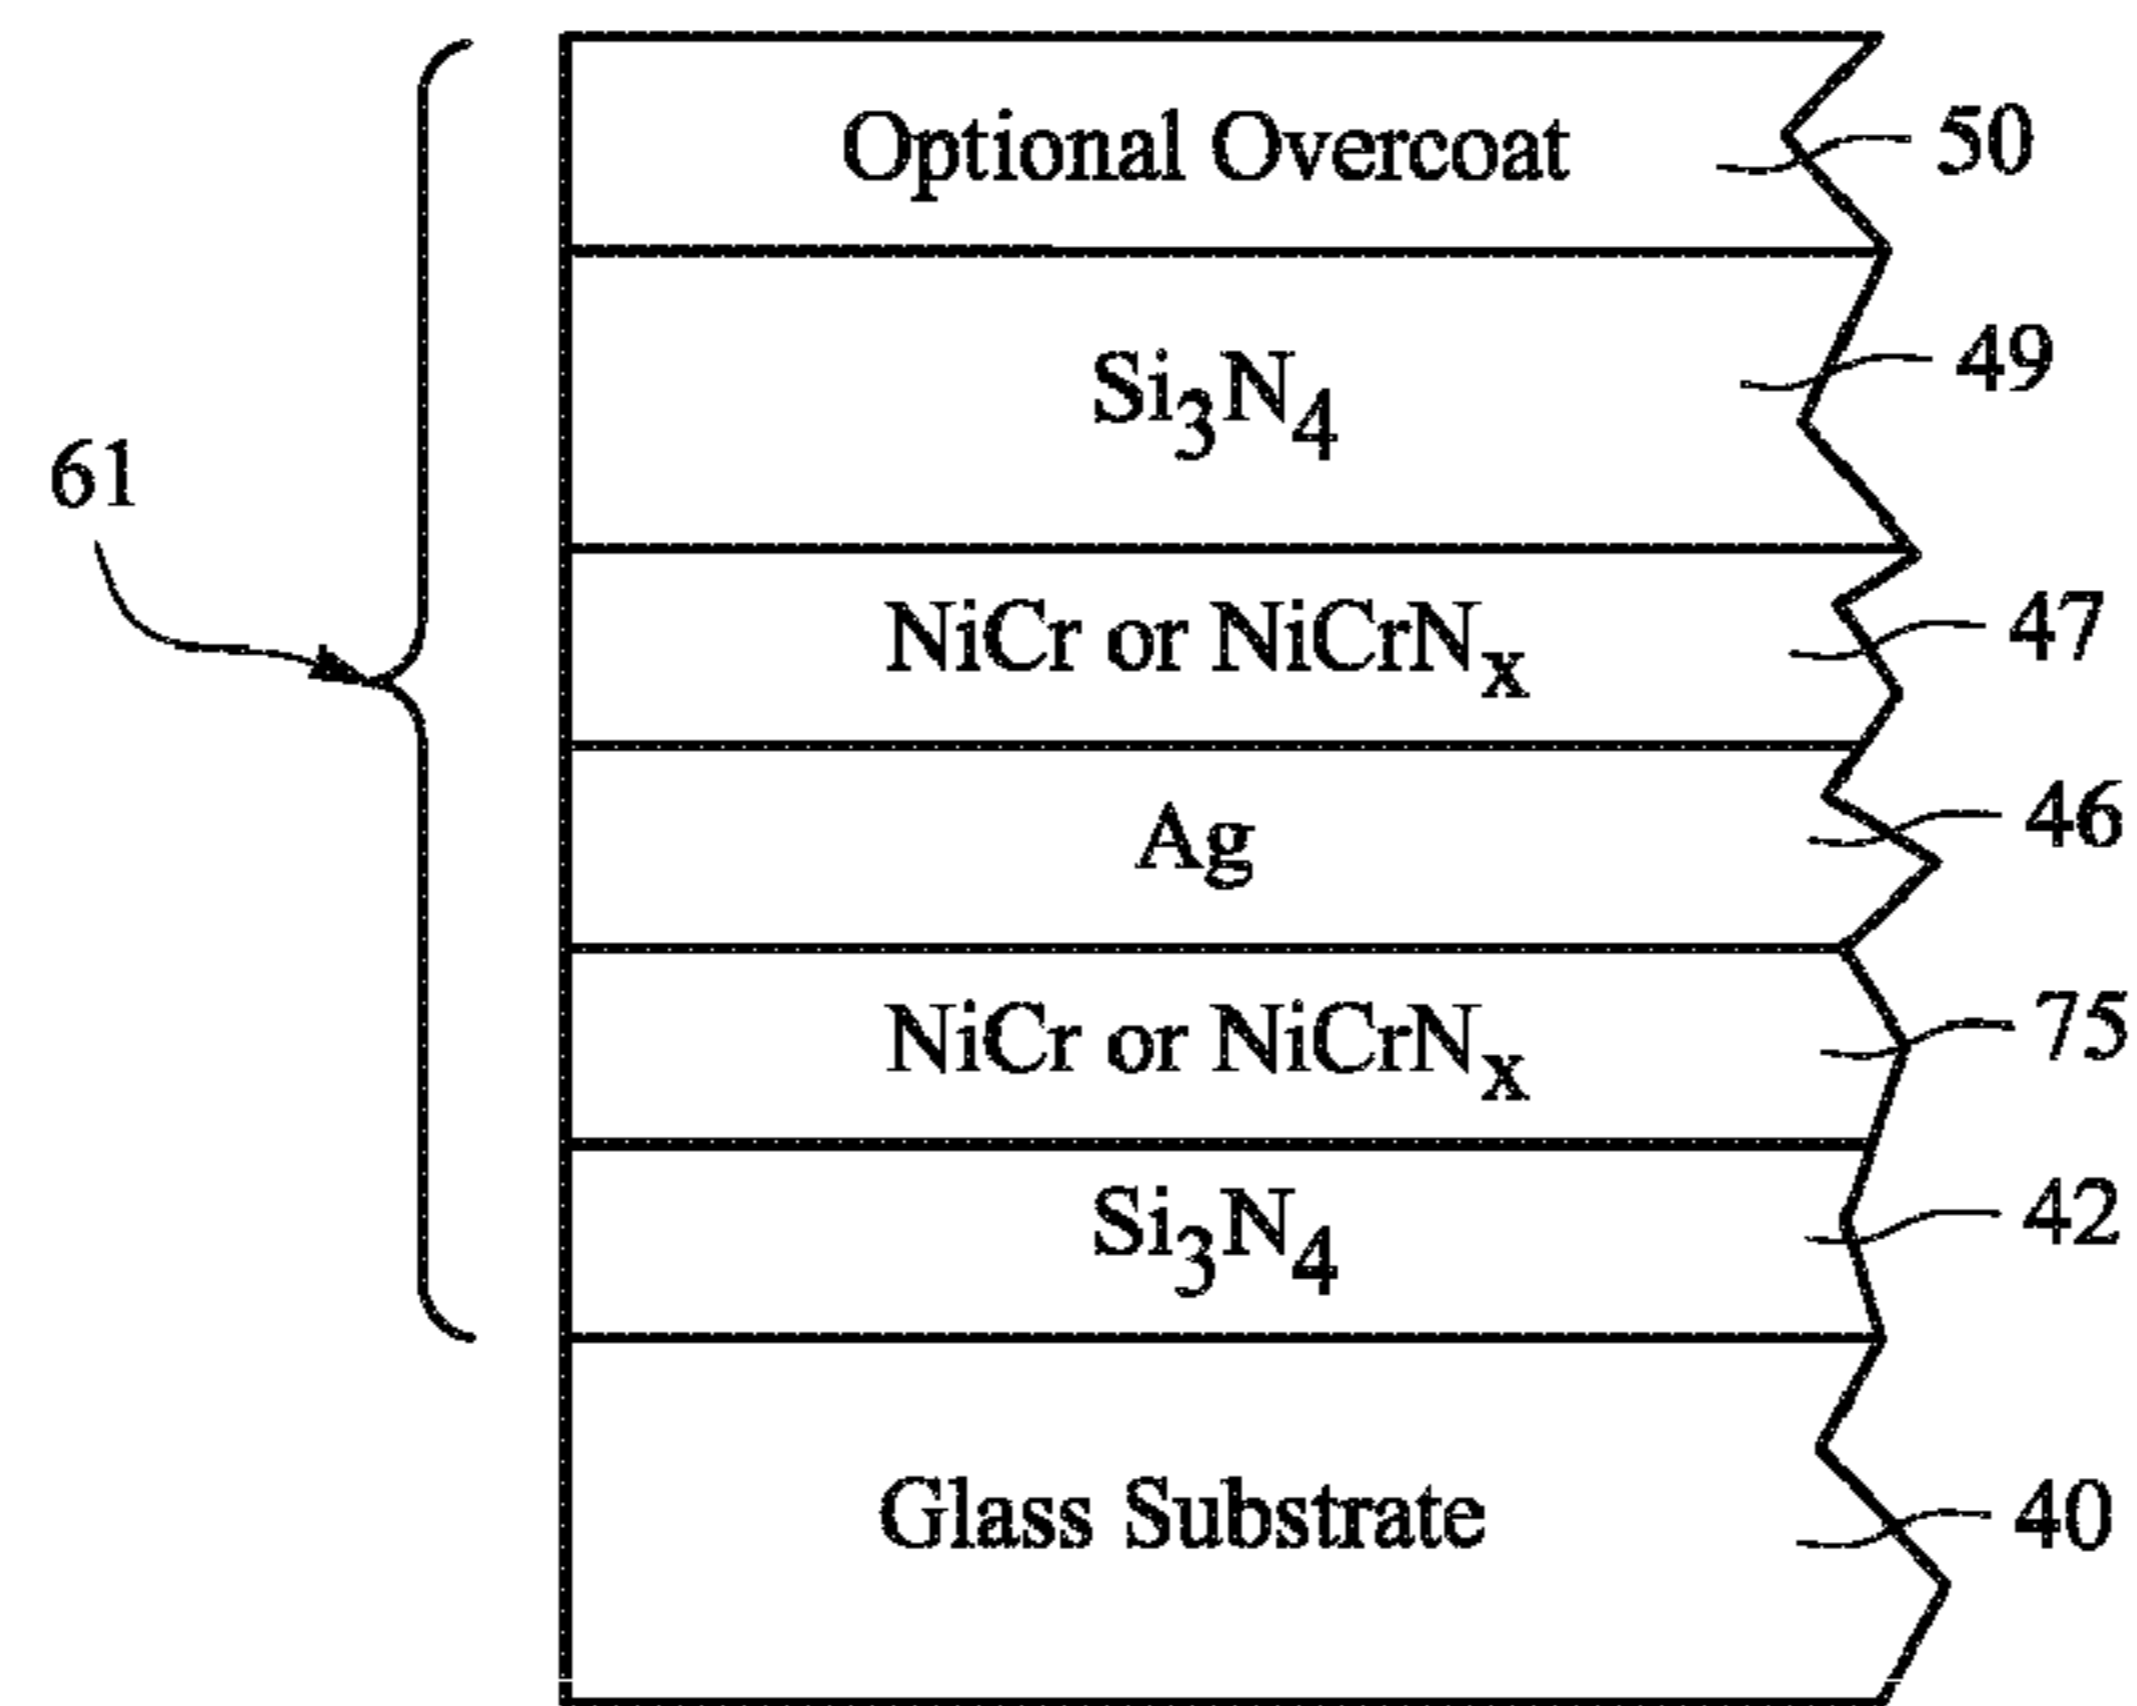 Optional Overcoat 50
Si3N4 49
61
NiCr or NiCrNx 47
Ag 46
NiCr or NiCrNx 75
Si3N4 42
Glass Substrate 40